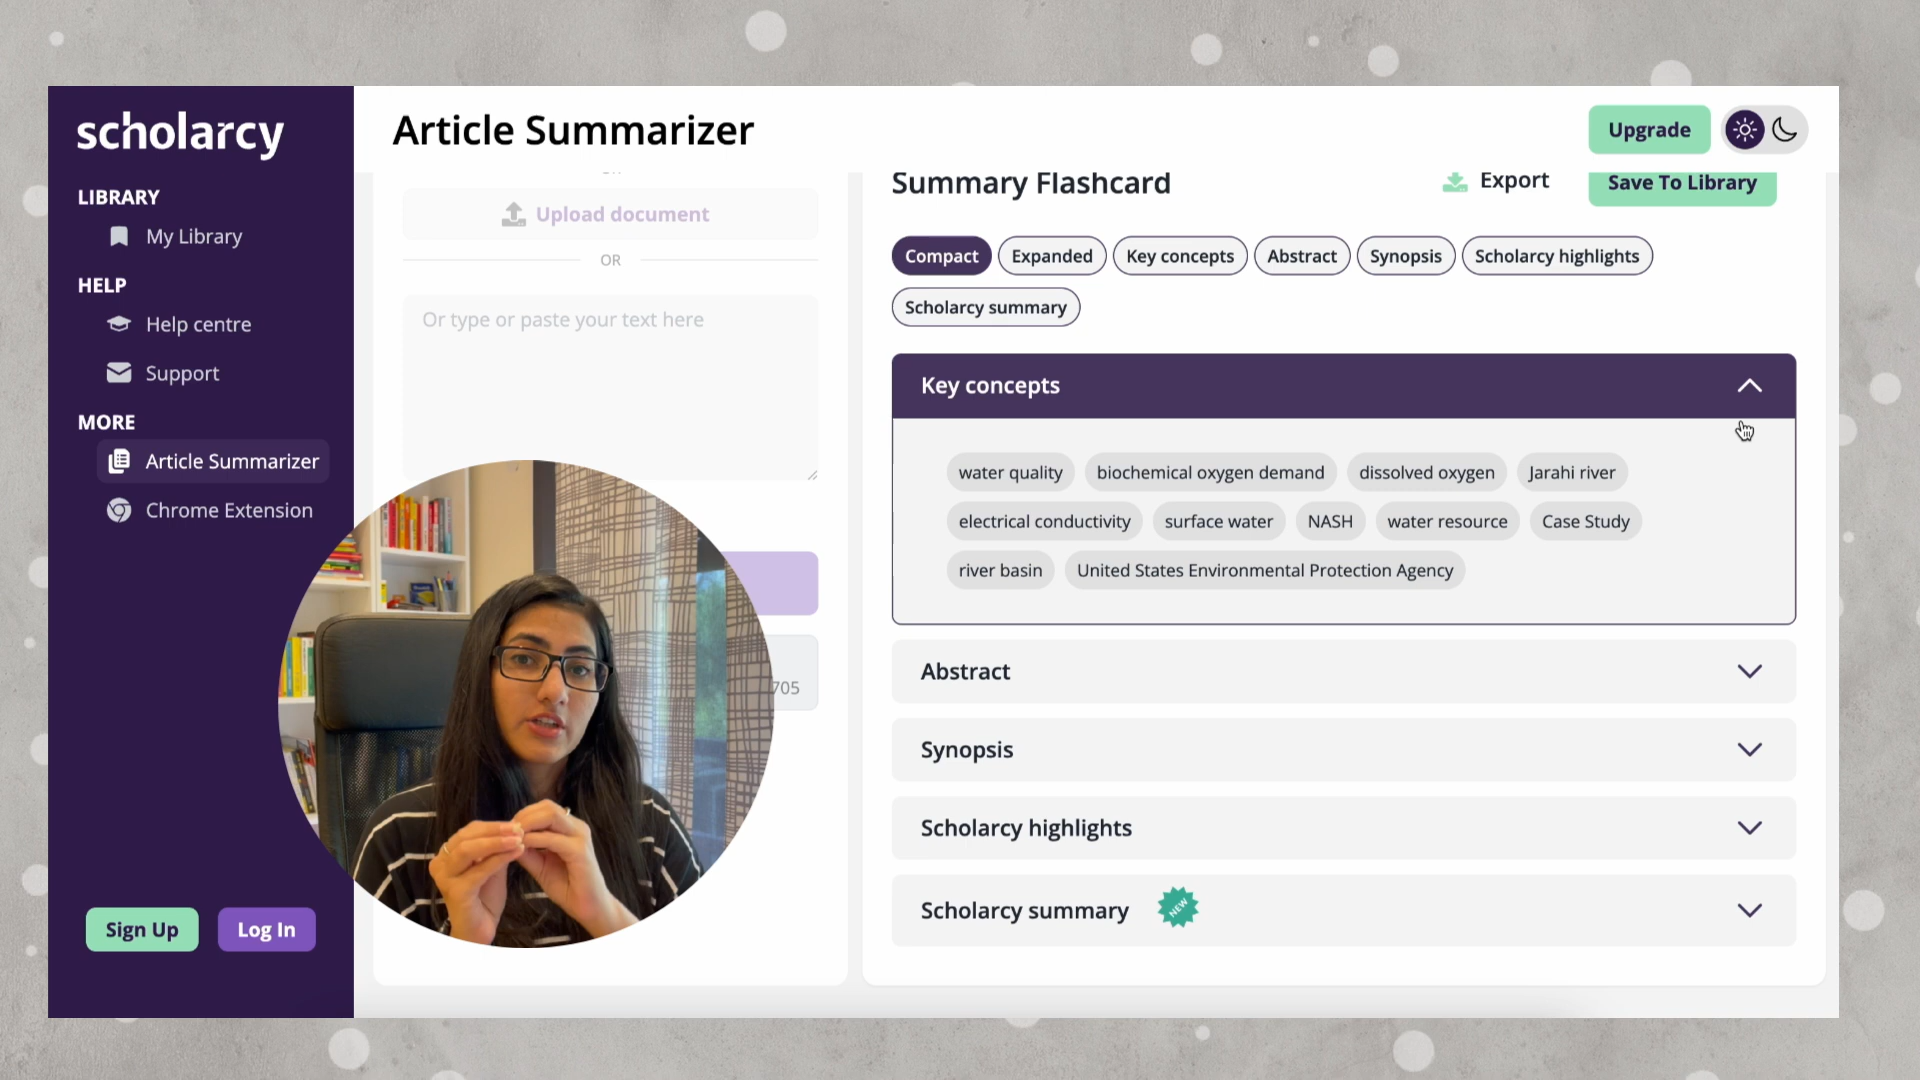 scholarcy
LIBRARY
My Library
HELP
Help centre
Support
MORE
Article Summarizer
Chrome Extension
Sign Up
Log In
Article Summarizer
Upgrade
Upload document
OR
Or type or paste your text here
705
Summary Flashcard
Export
Save To Library
Compact
Expanded
Key concepts
Abstract
Synopsis
Scholarcy highlights
Scholarcy summary
Key concepts
water quality
biochemical oxygen demand
dissolved oxygen
Jarahi river
electrical conductivity
surface water
NASH
water resource
Case Study
river basin
United States Environmental Protection Agency
Abstract
Synopsis
Scholarcy highlights
Scholarcy summary
NEW